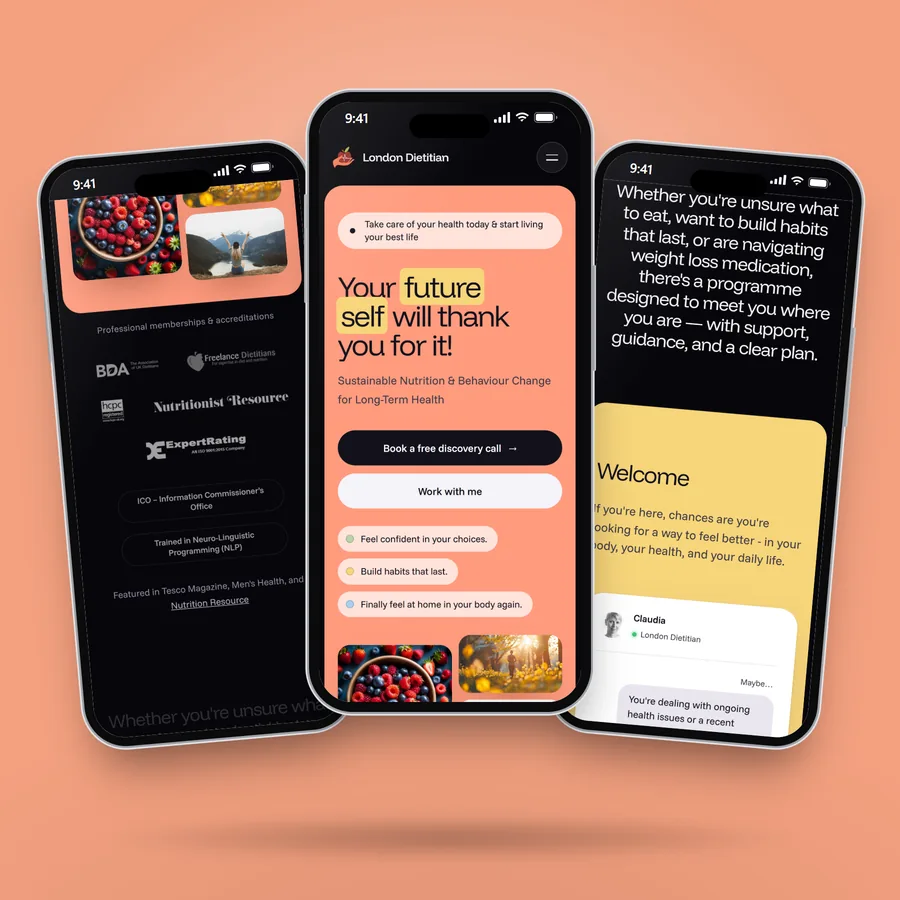 9:41
Professional memberships & accreditations
BDA The Association
of UK Dietitians
Freelance Dietitians
hcpc
registered
Nutritionist Resource
ExpertRating
AN ISO 9001:2015 Company
ICO – Information Commissioner's
Office
Trained in Neuro-Linguistic
Programming (NLP)
Featured in Tesco Magazine, Men's Health, and
Nutrition Resource
Whether you're unsure wha
9:41
London Dietitian
Take care of your health today & start living
your best life
Your future
self will thank
you for it!
Sustainable Nutrition & Behaviour Change
for Long-Term Health
Book a free discovery call →
Work with me
Feel confident in your choices.
Build habits that last.
Finally feel at home in your body again.
9:41
Whether you're unsure what
to eat, want to build habits
that last, or are navigating
weight loss medication,
there's a programme
designed to meet you where
you are — with support,
guidance, and a clear plan.
Welcome
If you're here, chances are you're
looking for a way to feel better - in your
body, your health, and your daily life.
Claudia
London Dietitian
Maybe...
You're dealing with ongoing
health issues or a recent